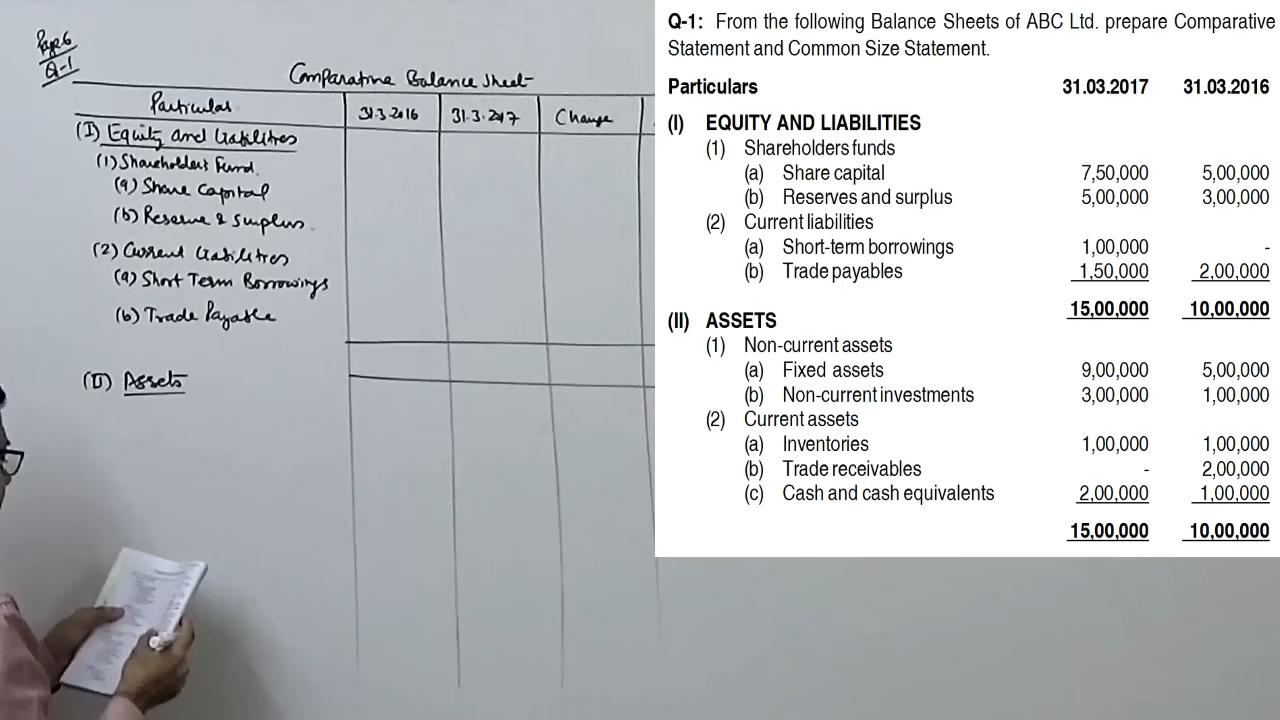 Page 6
Q-1
Comparative Balance Sheet
Particulars 31.3.2016 31.3.2017 Change
(I) Equity and Liabilities
(1) Shareholders Fund.
(a) Share Capital
(b) Reserve & Surplus.
(2) Current Liabilities
(a) Short Term Borrowings
(b) Trade Payable
(II) Assets
Q-1: From the following Balance Sheets of ABC Ltd. prepare Comparative
Statement and Common Size Statement.
Particulars 31.03.2017 31.03.2016
(I) EQUITY AND LIABILITIES
(1) Shareholders funds
(a) Share capital 7,50,000 5,00,000
(b) Reserves and surplus 5,00,000 3,00,000
(2) Current liabilities
(a) Short-term borrowings 1,00,000 -
(b) Trade payables 1,50,000 2,00,000
15,00,000 10,00,000
(II) ASSETS
(1) Non-current assets
(a) Fixed assets 9,00,000 5,00,000
(b) Non-current investments 3,00,000 1,00,000
(2) Current assets
(a) Inventories 1,00,000 1,00,000
(b) Trade receivables - 2,00,000
(c) Cash and cash equivalents 2,00,000 1,00,000
15,00,000 10,00,000